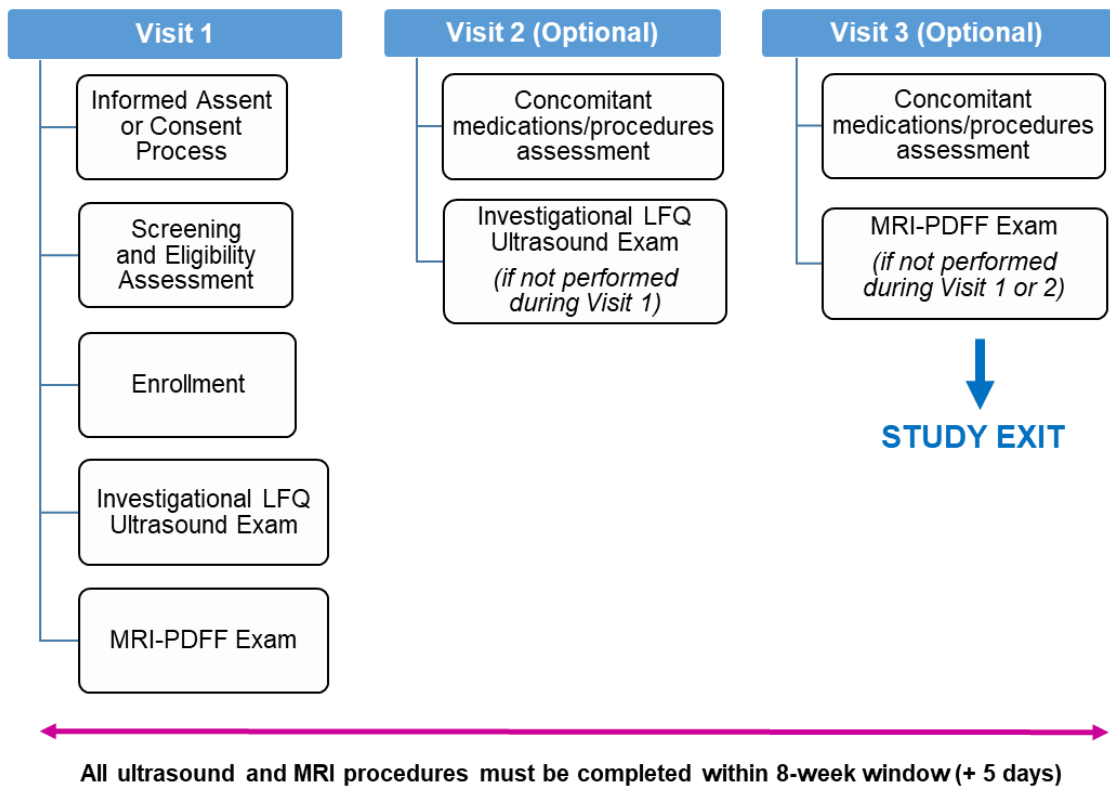 Visit 1
Informed Assent
or Consent
Process
Screening
and Eligibility
Assessment
Enrollment
Investigational LFQ
Ultrasound Exam
MRI-PDFF Exam
Visit 2 (Optional)
Concomitant
medications/procedures
assessment
Investigational LFQ
Ultrasound Exam
(if not performed
during Visit 1)
Visit 3 (Optional)
Concomitant
medications/procedures
assessment
MRI-PDFF Exam
(if not performed
during Visit 1 or 2)
STUDY EXIT
All ultrasound and MRI procedures must be completed within 8-week window (+ 5 days)